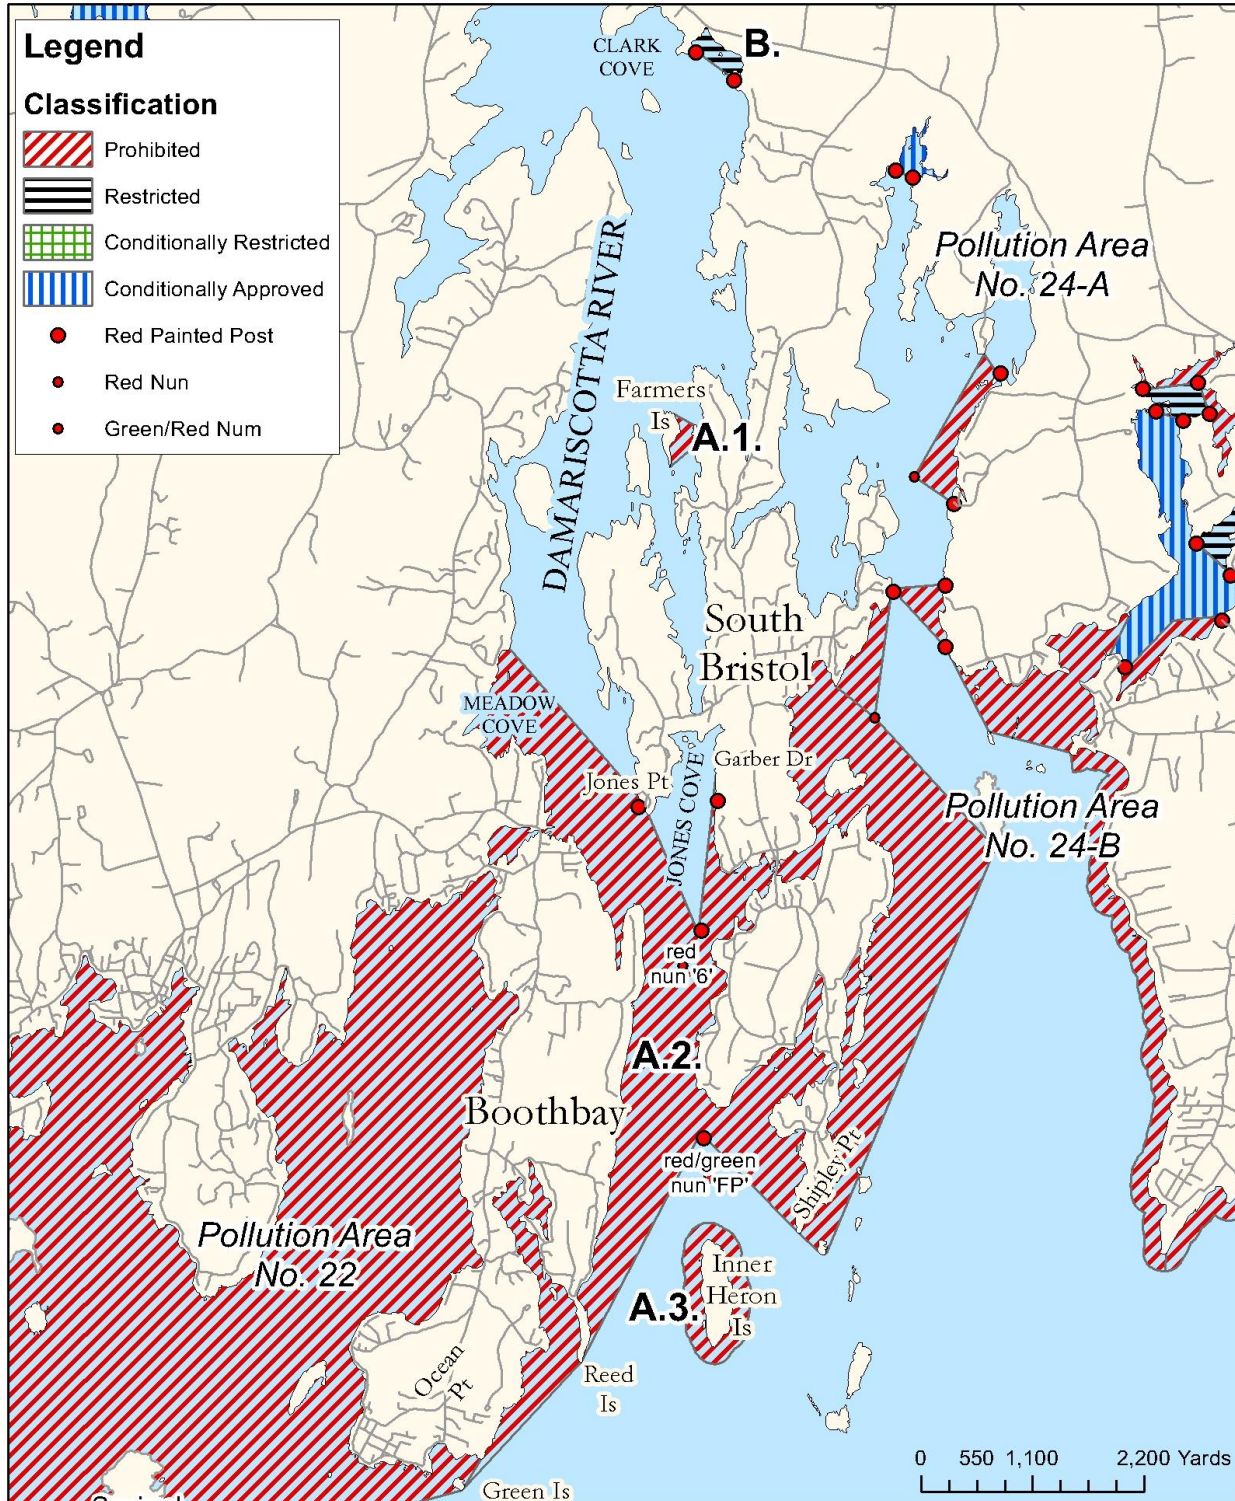 Legend
Classification
Prohibited
Restricted
Conditionally Restricted
Conditionally Approved
Red Painted Post
Red Nun
Green/Red Num
CLARK
COVE
B.
Pollution Area
No. 24-A
DAMARISCOTTA RIVER
Farmers
Is
A.1.
South
Bristol
MEADOW
COVE
Jones Pt
JONES COVE
Garber Dr
Pollution Area
No. 24-B
red
nun '6'
A.2.
Boothbay
red/green
nun 'FP'
Shipley Pt
Pollution Area
No. 22
Inner
Heron
Is
A.3.
Ocean
Pt
Reed
Is
Green Is
0 550 1,100 2,200 Yards